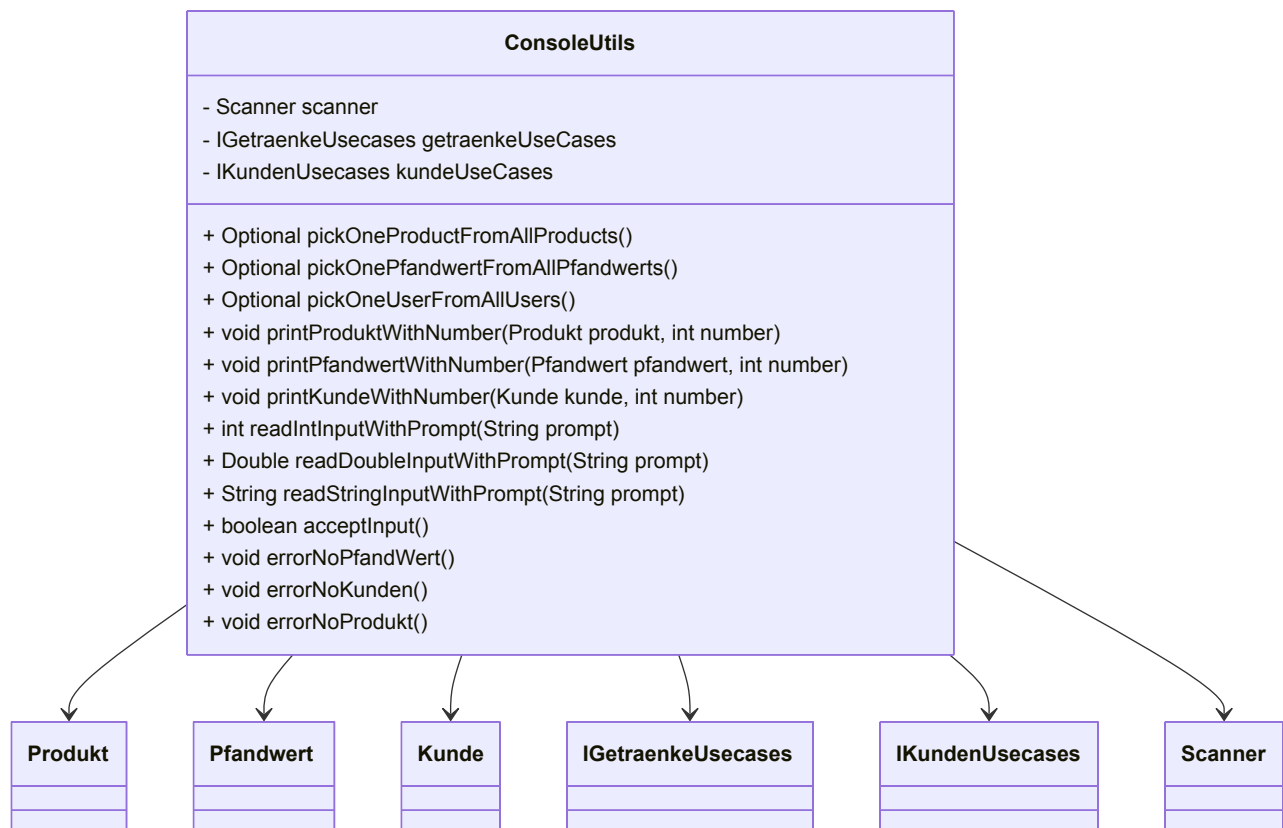 ConsoleUtils
- Scanner scanner
- IGetraenkeUsecases getraenkeUseCases
- IKundenUsecases kundeUseCases
+ Optional pickOneProductFromAllProducts()
+ Optional pickOnePfandwertFromAllPfandwerts()
+ Optional pickOneUserFromAllUsers()
+ void printProduktWithNumber(Produkt produkt, int number)
+ void printPfandwertWithNumber(Pfandwert pfandwert, int number)
+ void printKundeWithNumber(Kunde kunde, int number)
+ int readIntInputWithPrompt(String prompt)
+ Double readDoubleInputWithPrompt(String prompt)
+ String readStringInputWithPrompt(String prompt)
+ boolean acceptInput()
+ void errorNoPfandWert()
+ void errorNoKunden()
+ void errorNoProdukt()
Produkt
Pfandwert
Kunde
IGetraenkeUsecases
IKundenUsecases
Scanner